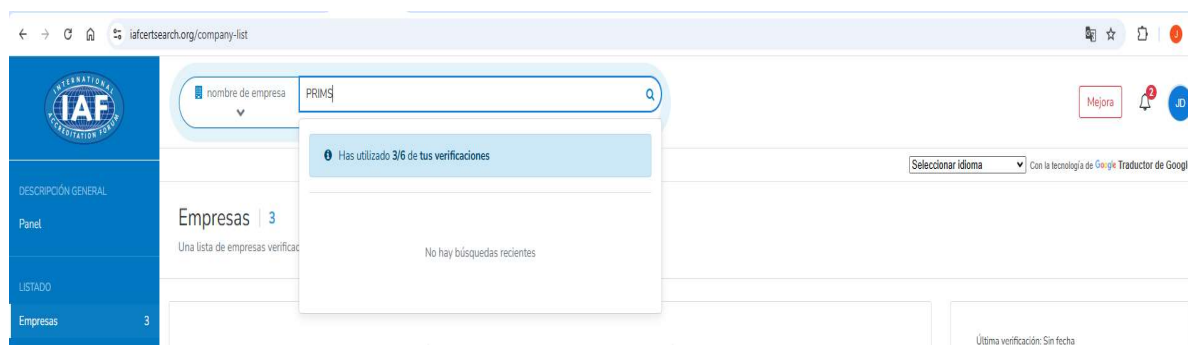 iafcertsearch.org/company-list
INTERNATIONAL
IAF
ACCREDITATION FORUM
nombre de empresa
PRIMS
Mejora
2
JD
Has utilizado 3/6 de tus verificaciones
Seleccionar idioma
Con la tecnología de Google Traductor de Googl
DESCRIPCIÓN GENERAL
Panel
Empresas 3
Una lista de empresas verificac
No hay búsquedas recientes
LISTADO
Empresas 3
Última verificación: Sin fecha